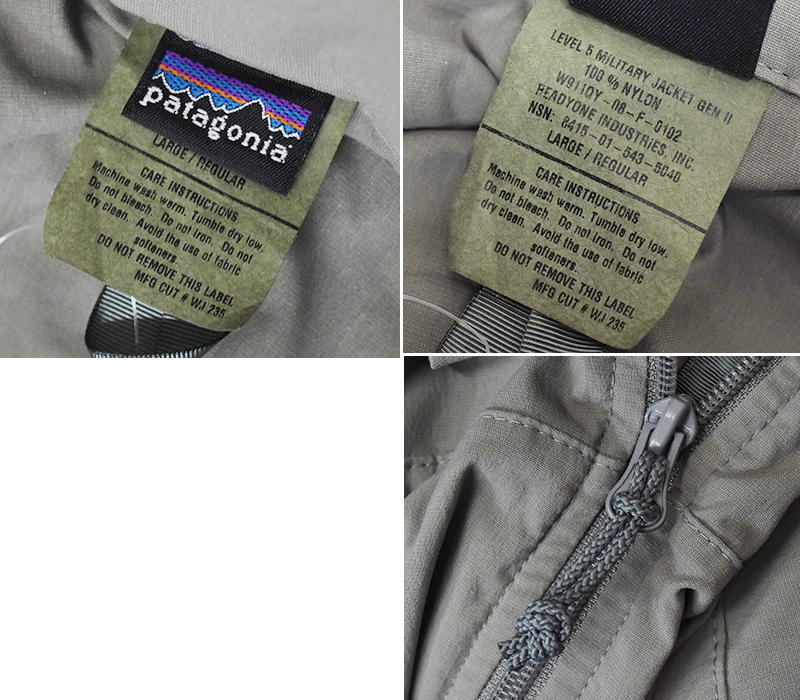 patagonia
LARGE / REGULAR
CARE INSTRUCTIONS
Machine wash warm. Tumble dry low.
Do not bleach. Do not iron. Do not
dry clean. Avoid the use of fabric
softeners.
DO NOT REMOVE THIS LABEL
MFG CUT # WJ 235
LEVEL 5 MILITARY JACKET GEN II
100 % NYLON
W911QY-08-F-0102
READYONE INDUSTRIES, INC.
NSN: 8415-01-543-5040
LARGE / REGULAR
CARE INSTRUCTIONS
Machine wash warm. Tumble dry low.
Do not bleach. Do not iron. Do not
dry clean. Avoid the use of fabric
softeners.
DO NOT REMOVE THIS LABEL
MFG CUT # WJ 235